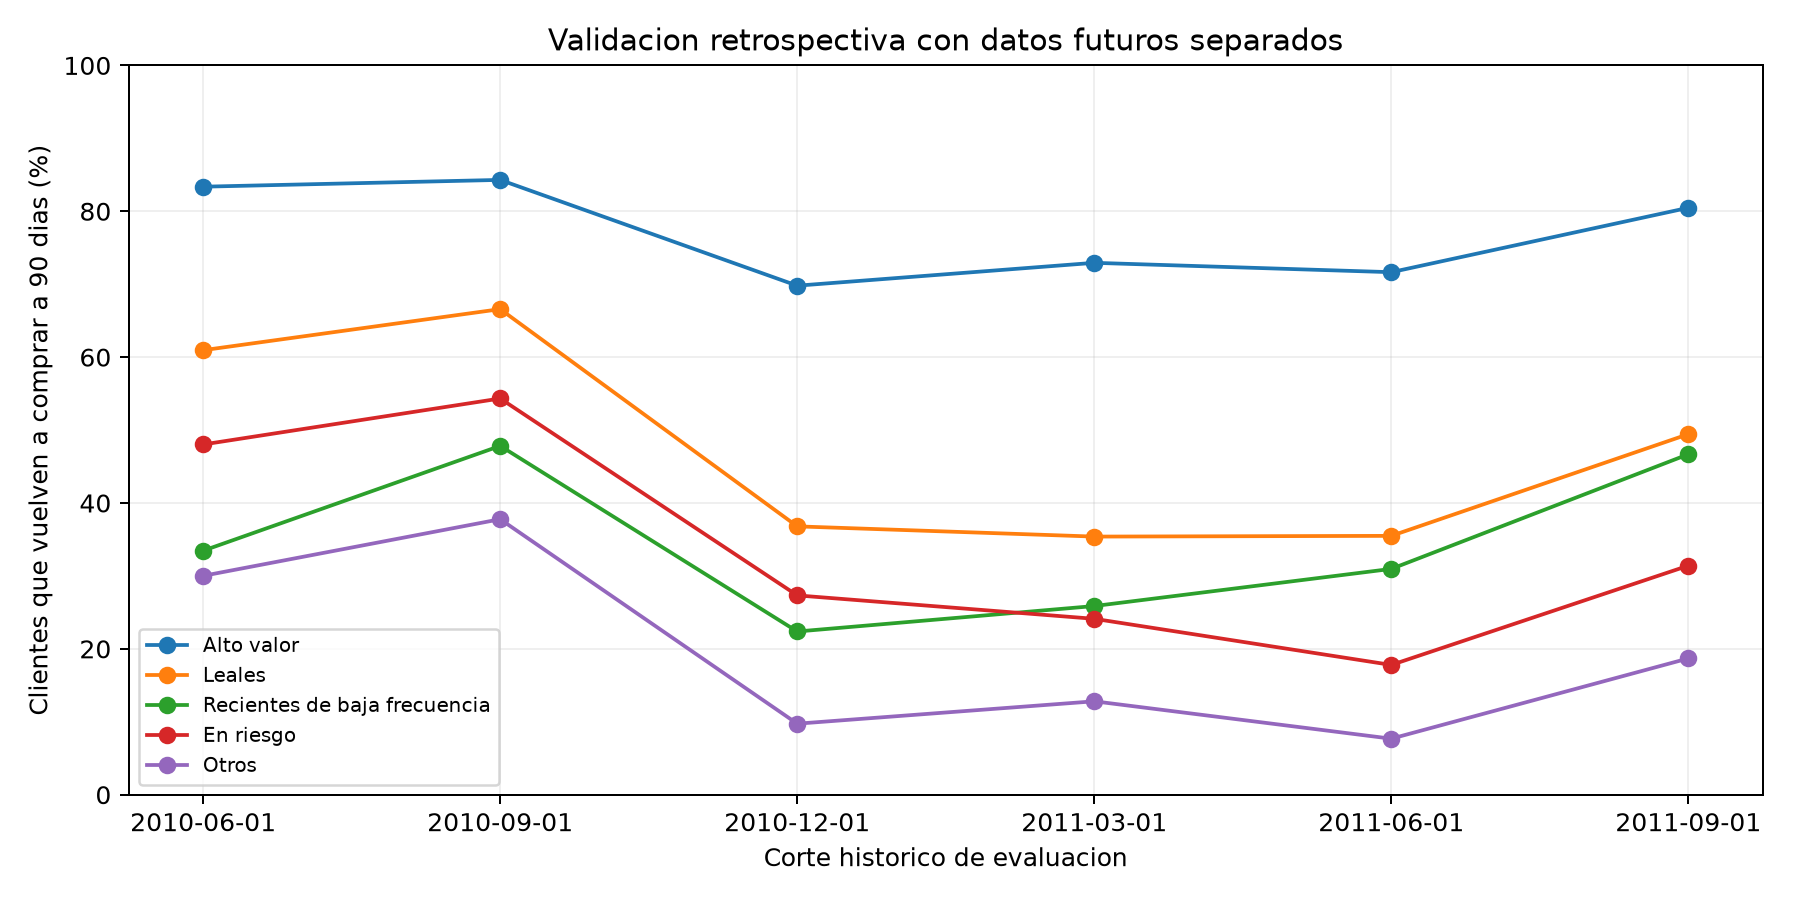 Validacion retrospectiva con datos futuros separados
Clientes que vuelven a comprar a 90 dias (%)
100
80
60
40
20
0
Alto valor
Leales
Recientes de baja frecuencia
En riesgo
Otros
2010-06-01 2010-09-01 2010-12-01 2011-03-01 2011-06-01 2011-09-01
Corte historico de evaluacion